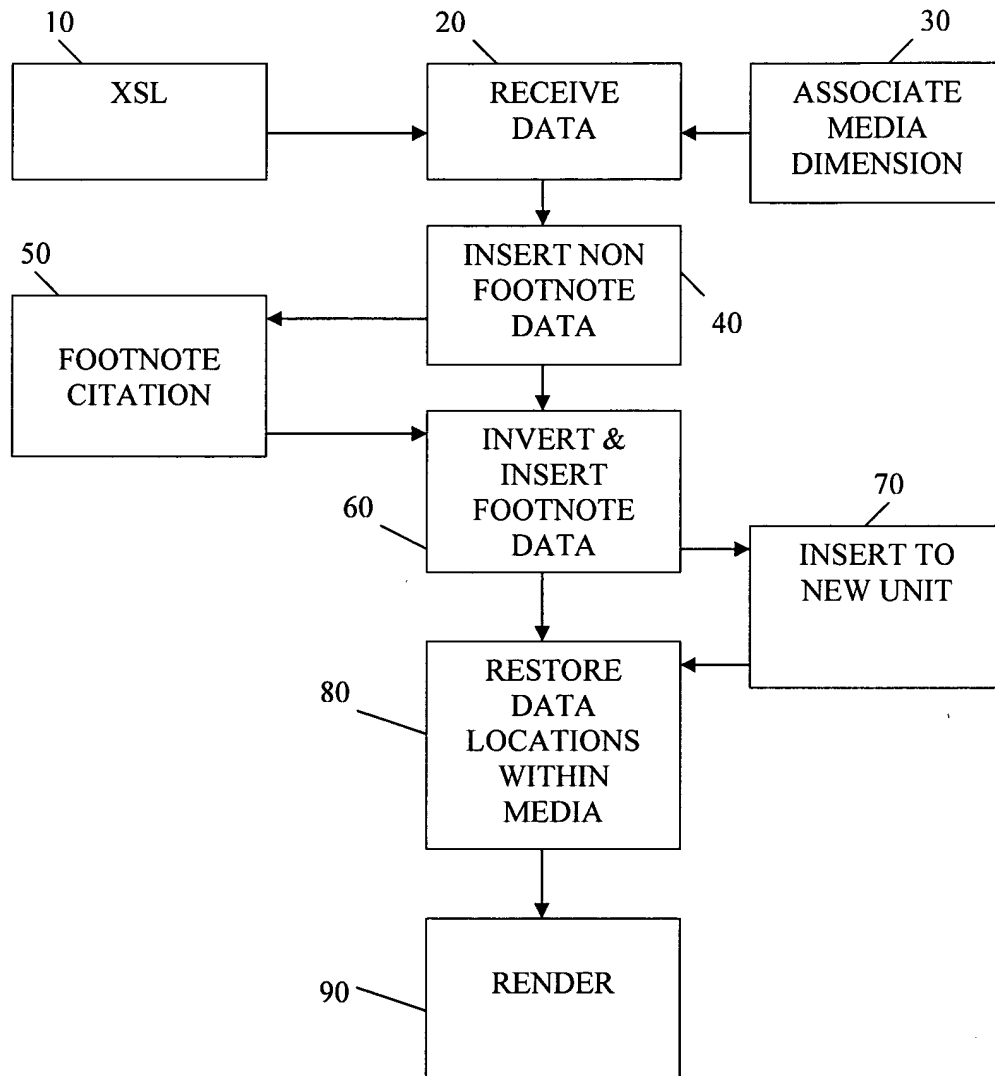 10
20
30
XSL
RECEIVE
DATA
ASSOCIATE
MEDIA
DIMENSION
50
INSERT NON
FOOTNOTE
DATA
40
FOOTNOTE
CITATION
INVERT &
INSERT
FOOTNOTE
DATA
60
70
INSERT TO
NEW UNIT
80
RESTORE
DATA
LOCATIONS
WITHIN
MEDIA
RENDER
90